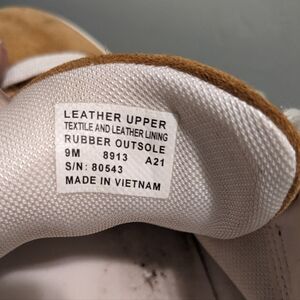 LEATHER UPPER
TEXTILE AND LEATHER LINING
RUBBER OUTSOLE
9M 8913 A21
S/N: 80543
MADE IN VIETNAM